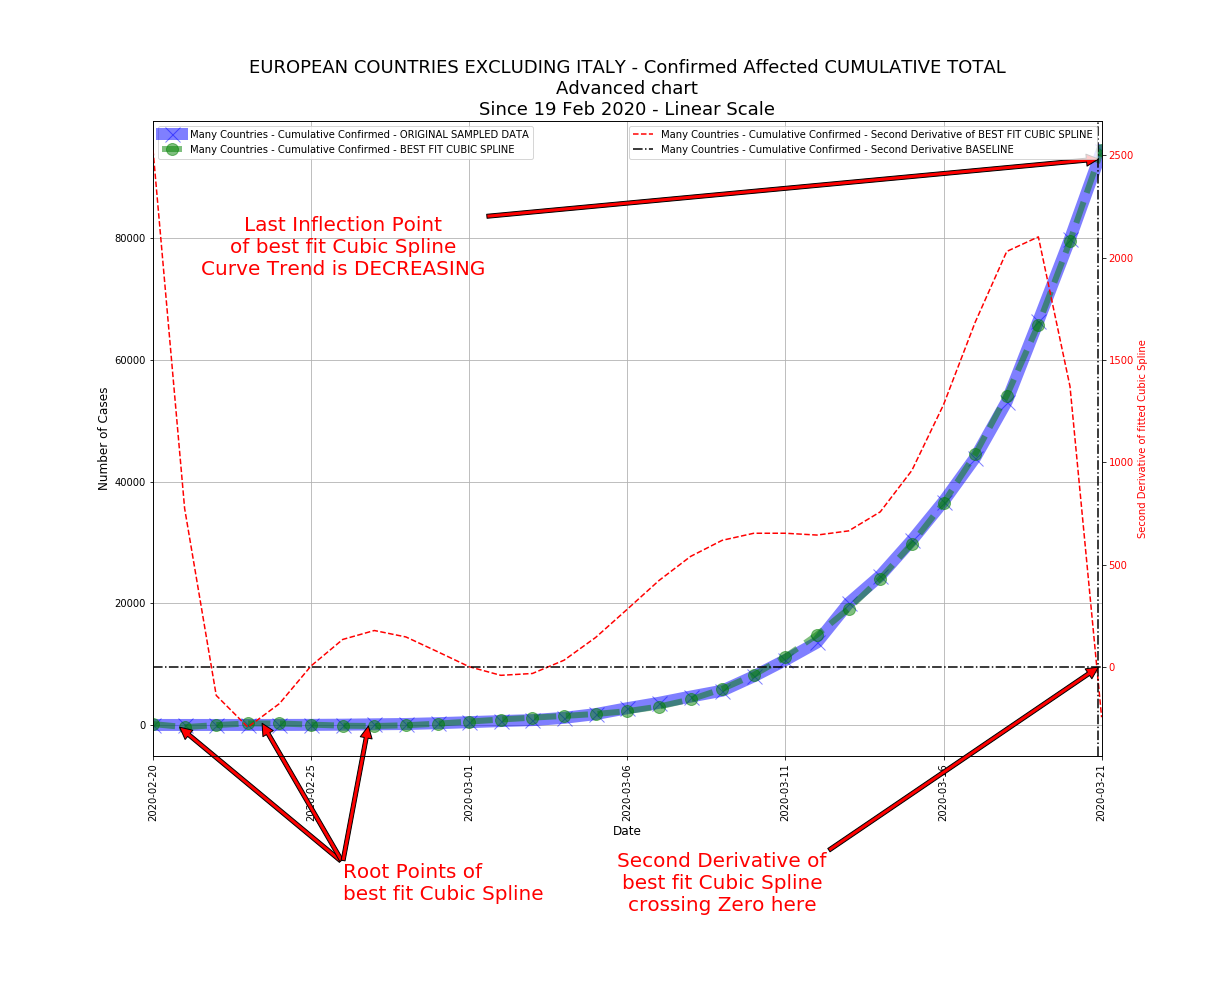 EUROPEAN COUNTRIES EXCLUDING ITALY - Confirmed Affected CUMULATIVE TOTAL
Advanced chart
Since 19 Feb 2020 - Linear Scale
Many Countries - Cumulative Confirmed - ORIGINAL SAMPLED DATA
Many Countries - Cumulative Confirmed - BEST FIT CUBIC SPLINE
Many Countries - Cumulative Confirmed - Second Derivative of BEST FIT CUBIC SPLINE
Many Countries - Cumulative Confirmed - Second Derivative BASELINE
Last Inflection Point
of best fit Cubic Spline
Curve Trend is DECREASING
Number of Cases
80000
60000
40000
20000
0
2500
2000
1500
1000
500
0
Second Derivative of fitted Cubic Spline
2020-02-20
2020-02-25
2020-03-01
2020-03-06
2020-03-11
2020-03-16
2020-03-21
Date
Root Points of
best fit Cubic Spline
Second Derivative of
best fit Cubic Spline
crossing Zero here